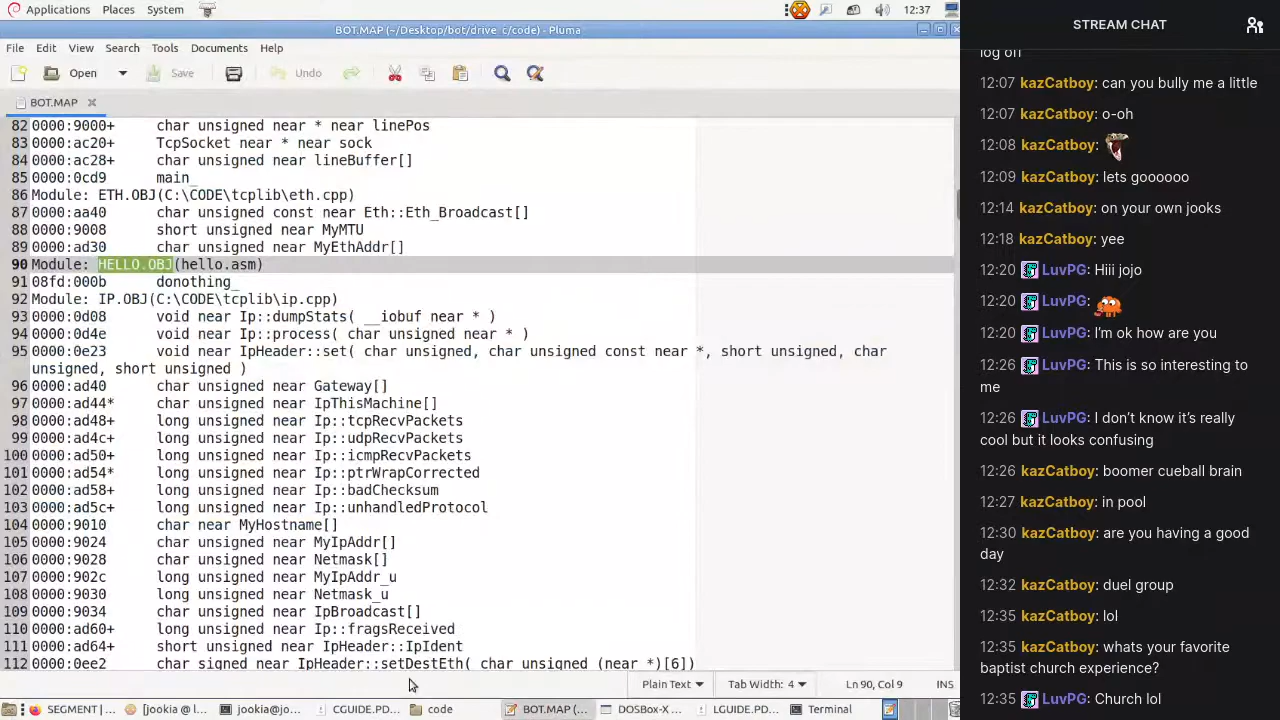 Applications Places System 12:37
BOT.MAP (~/Desktop/bot/drive_c/code) - Pluma
File Edit View Search Tools Documents Help
Open Save Undo
BOT.MAP
82 0000:9000+ char unsigned near * near linePos
83 0000:ac20+ TcpSocket near * near sock
84 0000:ac28+ char unsigned near lineBuffer[]
85 0000:0cd9 main_
86 Module: ETH.OBJ(C:\CODE\tcplib\eth.cpp)
87 0000:aa40 char unsigned const near Eth::Eth_Broadcast[]
88 0000:9008 short unsigned near MyMTU
89 0000:ad30 char unsigned near MyEthAddr[]
90 Module: HELLO.OBJ(hello.asm)
91 08fd:000b donothing_
92 Module: IP.OBJ(C:\CODE\tcplib\ip.cpp)
93 0000:0d08 void near Ip::dumpStats( __iobuf near * )
94 0000:0d4e void near Ip::process( char unsigned near * )
95 0000:0e23 void near IpHeader::set( char unsigned, char unsigned const near *, short unsigned, char
unsigned, short unsigned )
96 0000:ad40 char unsigned near Gateway[]
97 0000:ad44* char unsigned near IpThisMachine[]
98 0000:ad48+ long unsigned near Ip::tcpRecvPackets
99 0000:ad4c+ long unsigned near Ip::udpRecvPackets
100 0000:ad50+ long unsigned near Ip::icmpRecvPackets
101 0000:ad54* long unsigned near Ip::ptrWrapCorrected
102 0000:ad58+ long unsigned near Ip::badChecksum
103 0000:ad5c+ long unsigned near Ip::unhandledProtocol
104 0000:9010 char near MyHostname[]
105 0000:9024 char unsigned near MyIpAddr[]
106 0000:9028 char unsigned near Netmask[]
107 0000:902c long unsigned near MyIpAddr_u
108 0000:9030 long unsigned near Netmask_u
109 0000:9034 char unsigned near IpBroadcast[]
110 0000:ad60+ long unsigned near Ip::fragsReceived
111 0000:ad64+ short unsigned near IpHeader::IpIdent
112 0000:0ee2 char signed near IpHeader::setDestEth( char unsigned (near *)[6])
Plain Text Tab Width: 4 Ln 90, Col 9 INS
SEGMENT | ... [jookia @ l... jookia@jo... CGUIDE.PD... code BOT.MAP (... DOSBox-X ... LGUIDE.PD... Terminal
STREAM CHAT
log off
12:07 kazCatboy: can you bully me a little
12:07 kazCatboy: o-oh
12:08 kazCatboy:
12:09 kazCatboy: lets goooooo
12:14 kazCatboy: on your own jooks
12:18 kazCatboy: yee
12:20 LuvPG: Hiii jojo
12:20 LuvPG:
12:20 LuvPG: I'm ok how are you
12:26 LuvPG: This is so interesting to
me
12:26 LuvPG: I don't know it's really
cool but it looks confusing
12:26 kazCatboy: boomer cueball brain
12:27 kazCatboy: in pool
12:30 kazCatboy: are you having a good
day
12:32 kazCatboy: duel group
12:35 kazCatboy: lol
12:35 kazCatboy: whats your favorite
baptist church experience?
12:35 LuvPG: Church lol